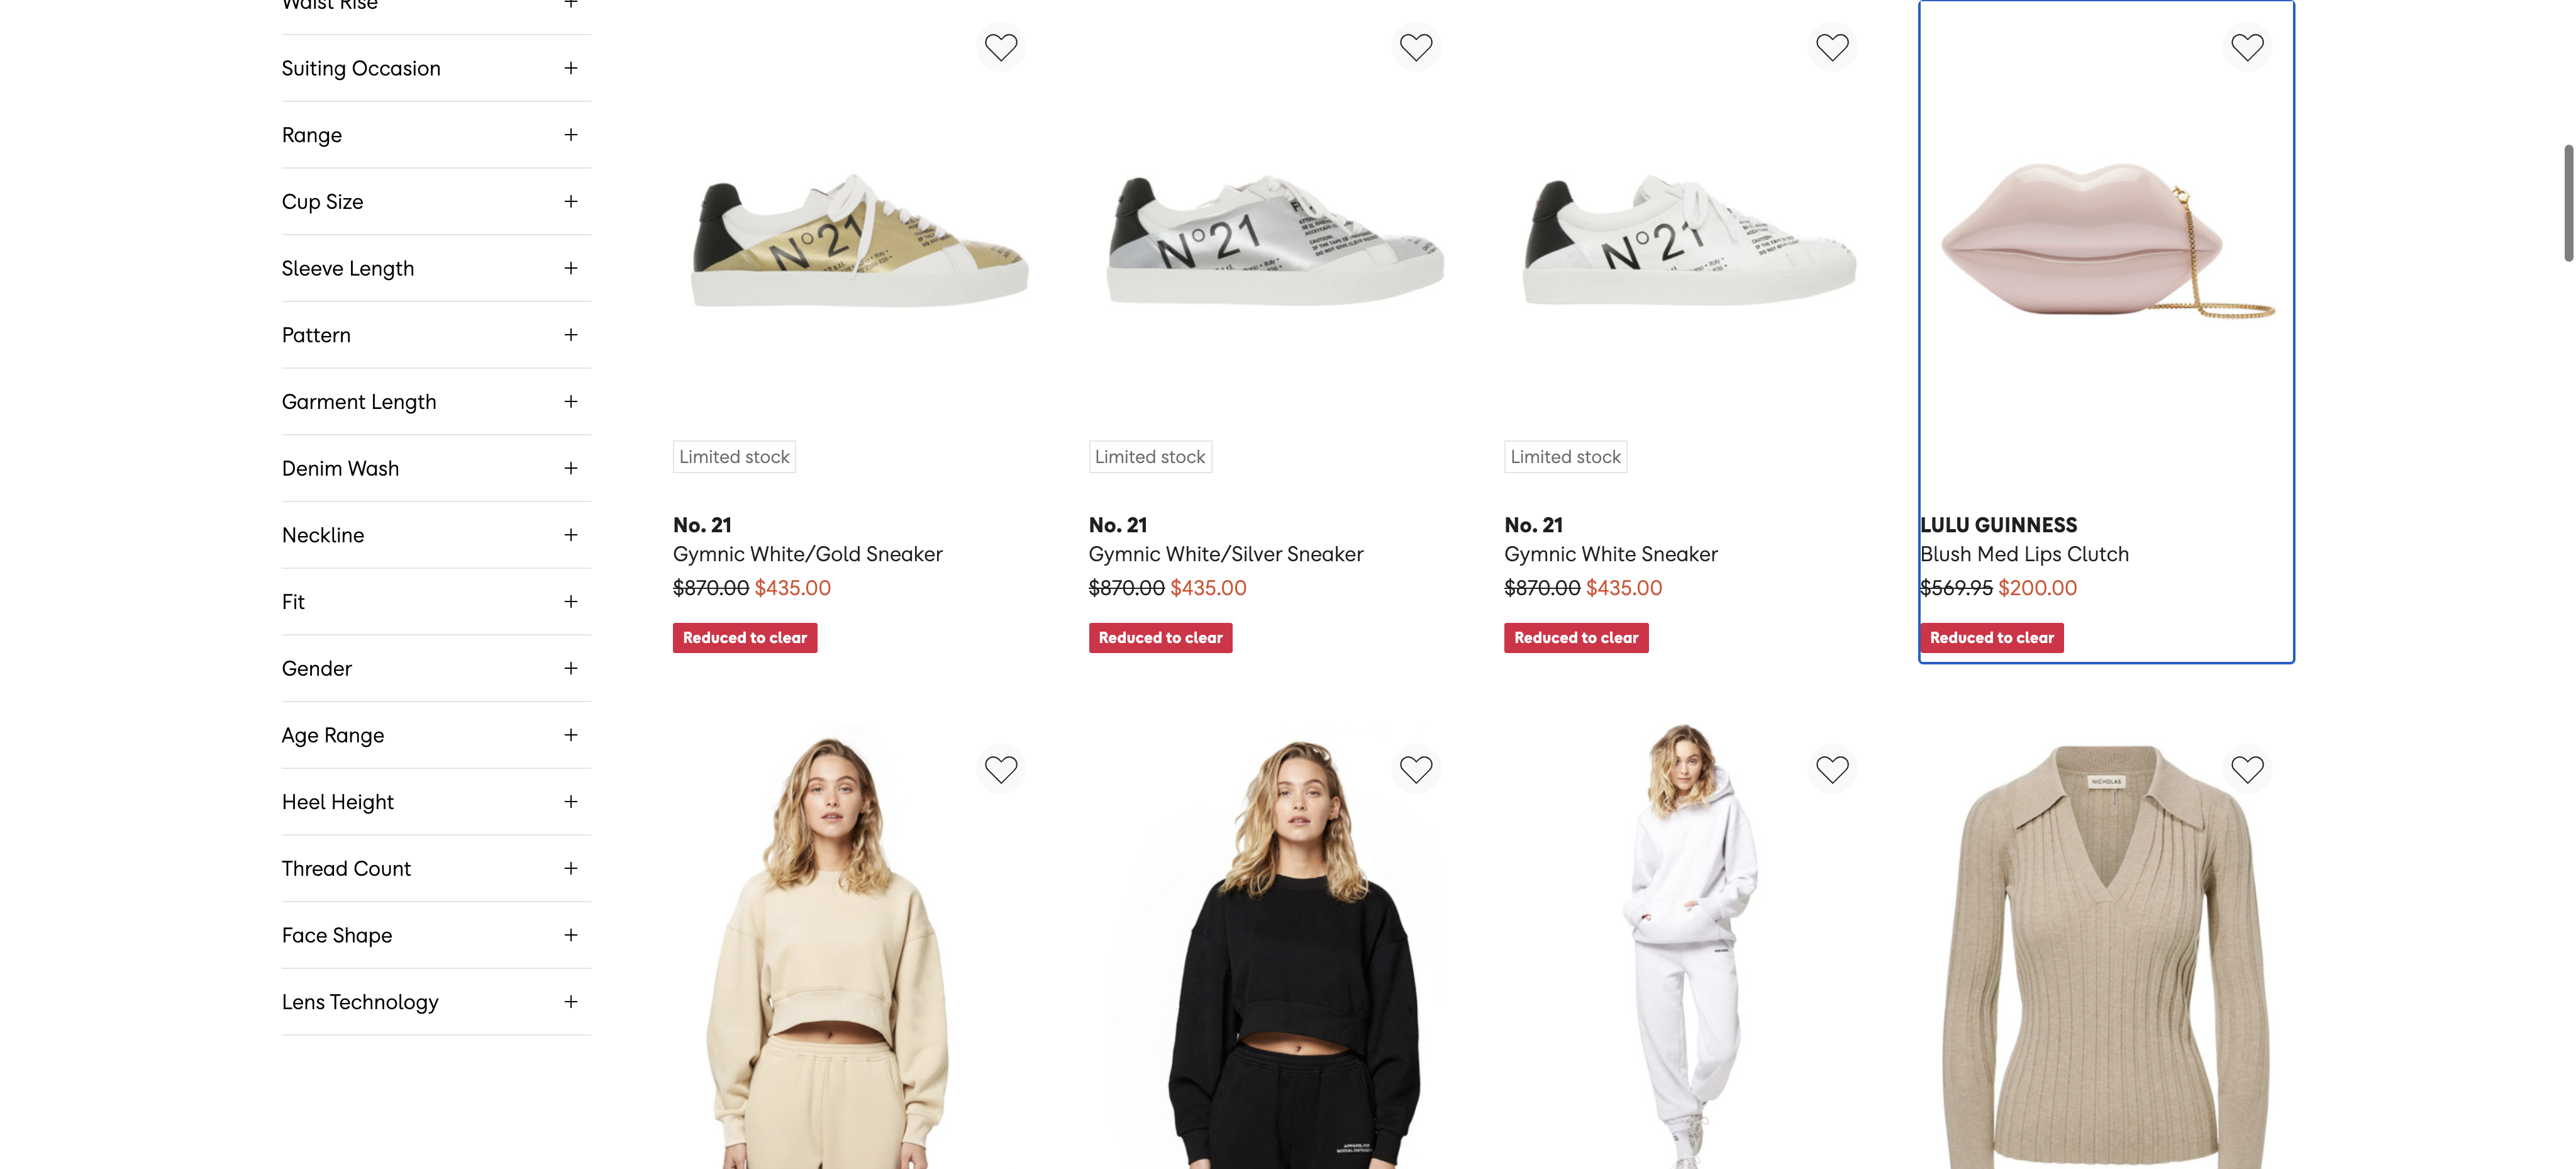 Waist Rise
Suiting Occasion
Range
Cup Size
Sleeve Length
Pattern
Garment Length
Denim Wash
Neckline
Fit
Gender
Age Range
Heel Height
Thread Count
Face Shape
Lens Technology
N°21
N°21
N°21
Limited stock
No. 21
Gymnic White/Gold Sneaker
$870.00 $435.00
Reduced to clear
Limited stock
No. 21
Gymnic White/Silver Sneaker
$870.00 $435.00
Reduced to clear
Limited stock
No. 21
Gymnic White Sneaker
$870.00 $435.00
Reduced to clear
LULU GUINNESS
Blush Med Lips Clutch
$569.95 $200.00
Reduced to clear
NICHOLAS